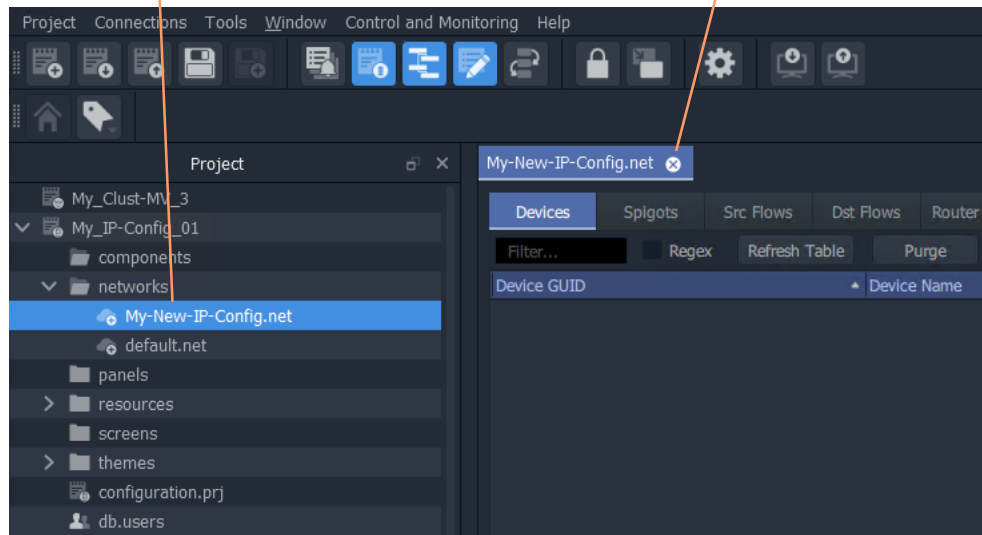 Project Connections Tools Window Control and Monitoring Help
Project
My_Clust-MV_3
My_IP-Config_01
components
networks
My-New-IP-Config.net
default.net
panels
resources
screens
themes
configuration.prj
db.users
My-New-IP-Config.net
Devices Spigots Src Flows Dst Flows Router
Filter... Regex Refresh Table Purge
Device GUID Device Name